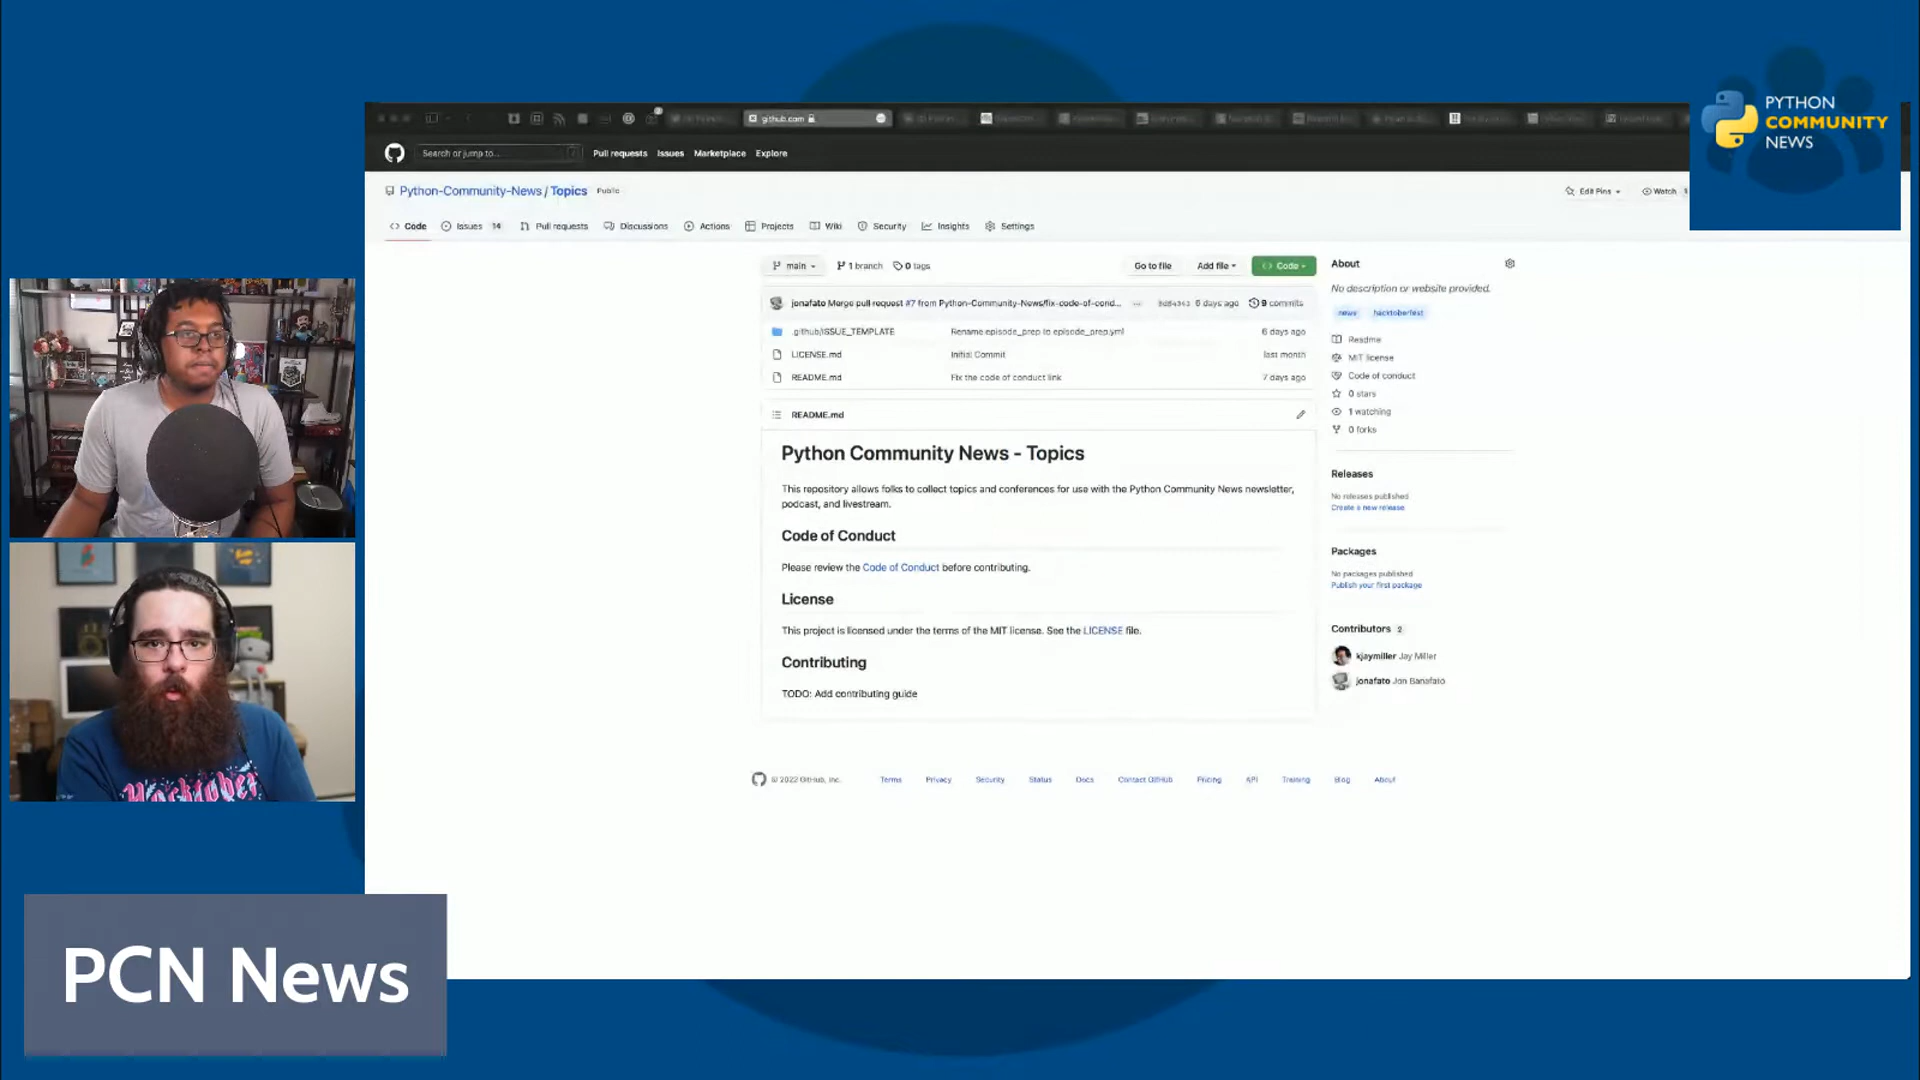 PYTHON
COMMUNITY
NEWS
github.com
Search or jump to...
Pull requests Issues Marketplace Explore
Python-Community-News / Topics Public
Edit Pins Watch 1
Code Issues 14 Pull requests Discussions Actions Projects Wiki Security Insights Settings
main 1 branch 0 tags Go to file Add file Code
jonafato Merge pull request #7 from Python-Community-News/fix-code-of-cond... 6 days ago 9 commits
.github/ISSUE_TEMPLATE Rename episode_prep to episode_prep.yml 6 days ago
LICENSE.md Initial Commit last month
README.md Fix the code of conduct link 7 days ago
README.md
Python Community News - Topics
This repository allows folks to collect topics and conferences for use with the Python Community News newsletter,
podcast, and livestream.
Code of Conduct
Please review the Code of Conduct before contributing.
License
This project is licensed under the terms of the MIT license. See the LICENSE file.
Contributing
TODO: Add contributing guide
About
No description or website provided.
news hacktoberfest
Readme
MIT license
Code of conduct
0 stars
1 watching
0 forks
Releases
No releases published
Create a new release
Packages
No packages published
Publish your first package
Contributors 2
kjaymiller Jay Miller
jonafato Jon Banafato
© 2022 GitHub, Inc. Terms Privacy Security Status Docs Contact GitHub Pricing API Training Blog About
Hacktober
PCN News